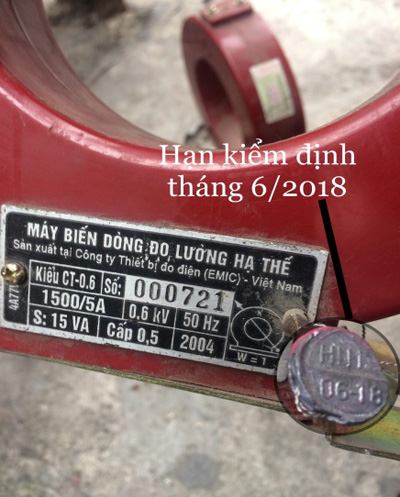 Hạn kiểm định
tháng 6/2018
MÁY BIẾN DÒNG ĐO LƯỜNG HẠ THẾ
Sản xuất tại Công ty Thiết bị đo điện (EMIC) - Việt Nam
Kiểu CT-0.6 Số: 000721
1500/5A 0,6 kV 50 Hz
S: 15 VA Cấp 0,5 2004
W = 1
06-18